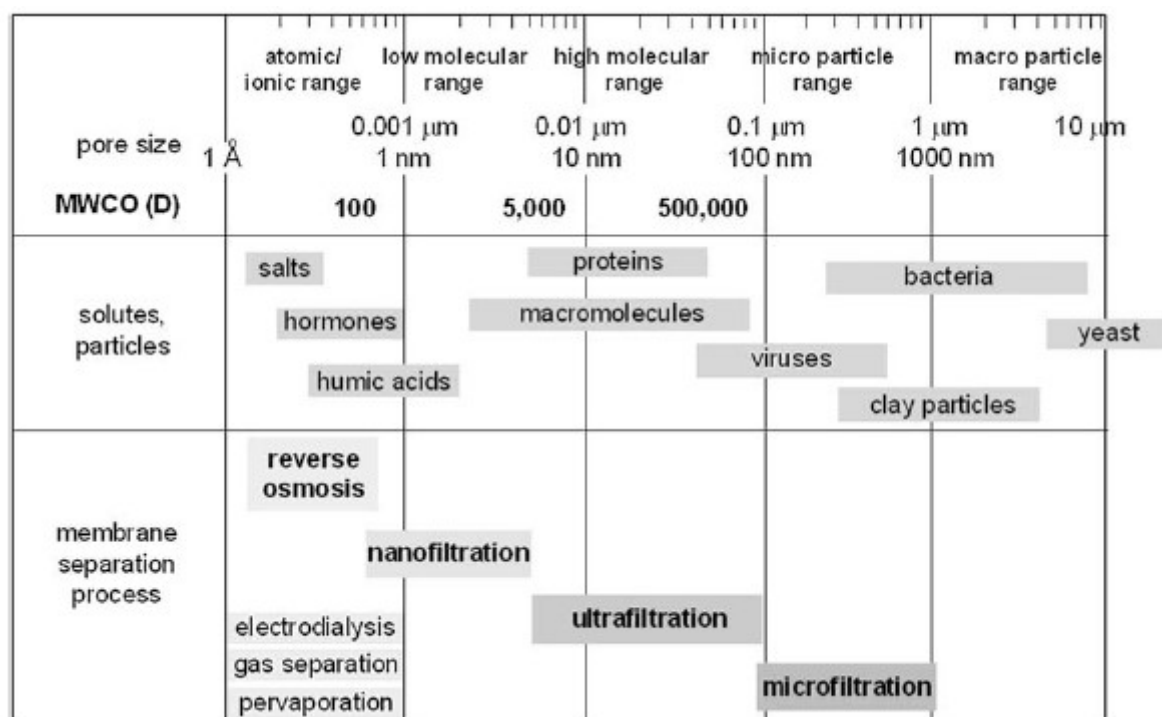 atomic/ low molecular high molecular micro particle macro particle
ionic range range range range range
0.001 μm 0.01 μm 0.1 μm 1 μm 10 μm
pore size 1 Å 1 nm 10 nm 100 nm 1000 nm
MWCO (D) 100 5,000 500,000
salts proteins bacteria
solutes,
particles
hormones macromolecules yeast
viruses
humic acids clay particles
reverse
osmosis
membrane
separation
process
nanofiltration
electrodialysis ultrafiltration
gas separation
pervaporation microfiltration